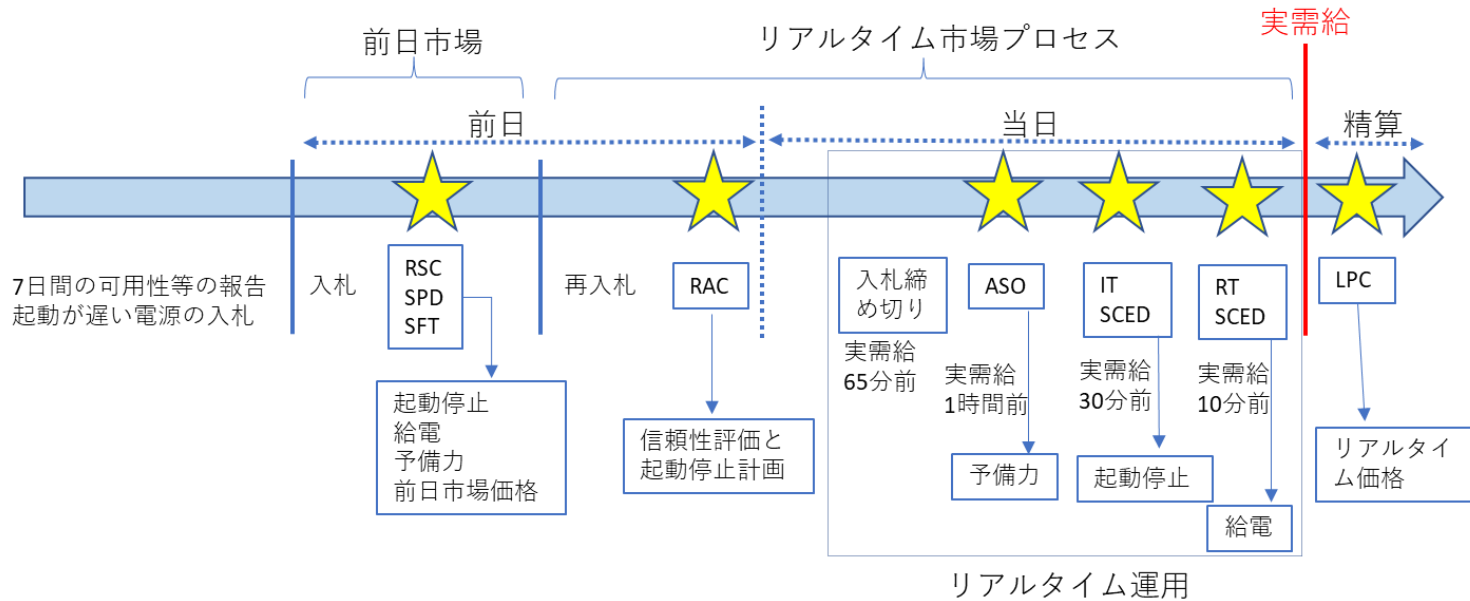 実需給
前日市場
リアルタイム市場プロセス
前日
当日
精算
7日間の可用性等の報告
起動が遅い電源の入札
入札
RSC
SPD
SFT
再入札
RAC
入札締
め切り
ASO
IT
SCED
RT
SCED
LPC
実需給
65分前
実需給
1時間前
実需給
30分前
実需給
10分前
起動停止
給電
予備力
前日市場価格
信頼性評価と
起動停止計画
予備力
起動停止
給電
リアルタイ
ム価格
リアルタイム運用